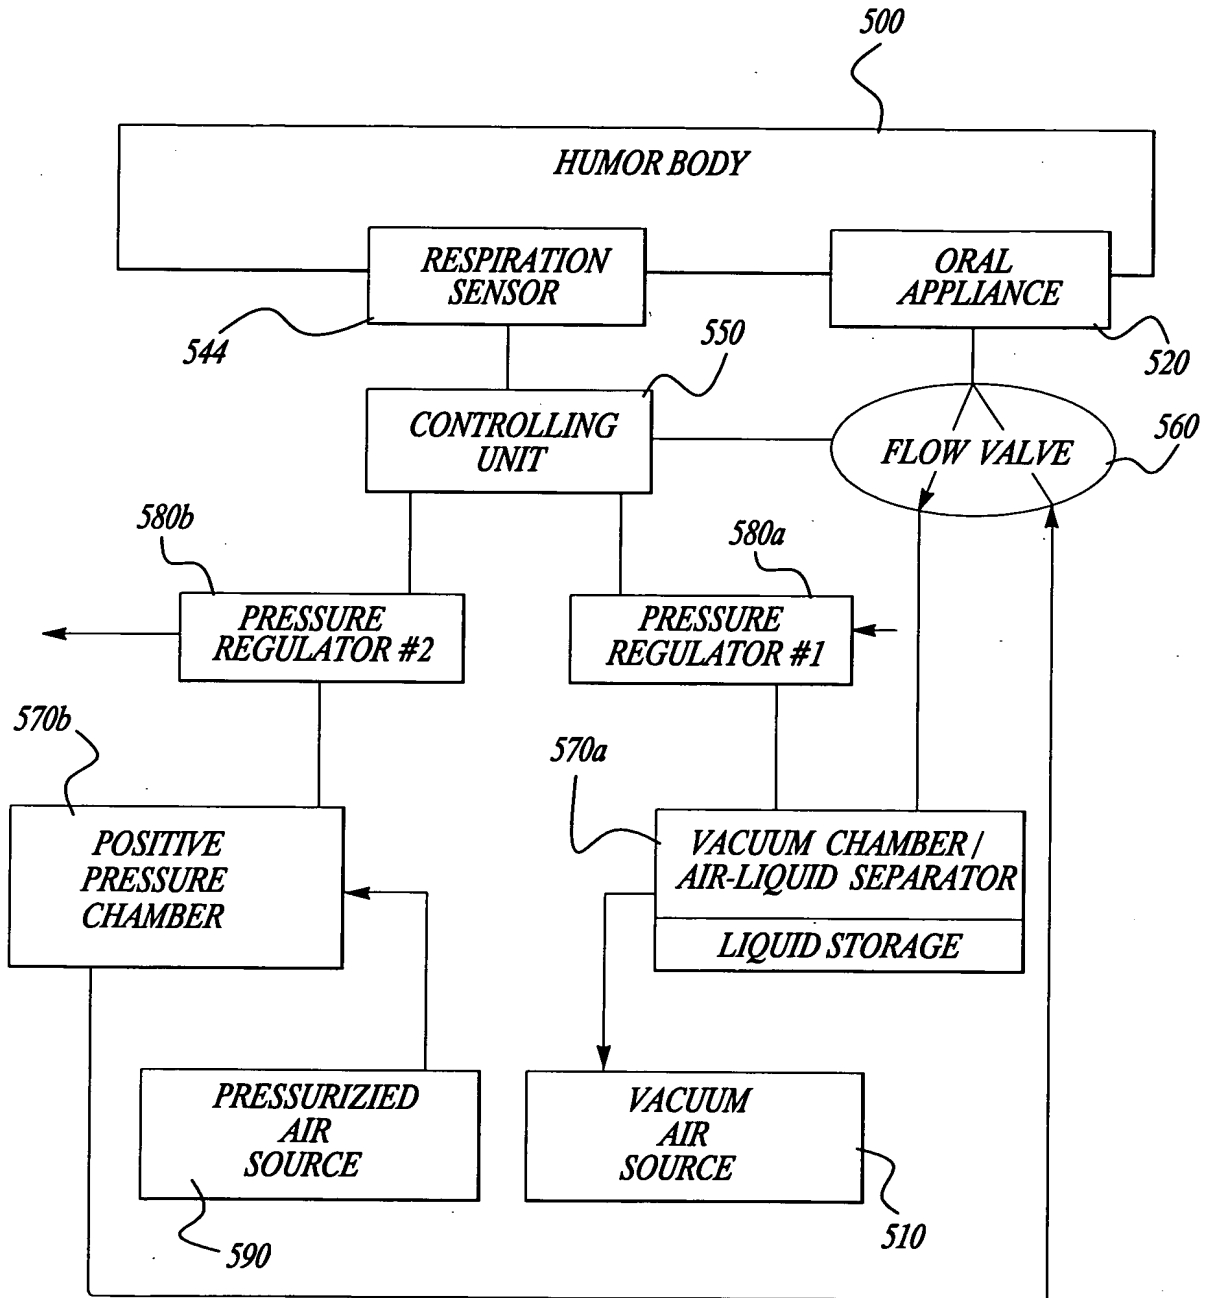 500
HUMOR BODY
RESPIRATION
SENSOR
ORAL
APPLIANCE
544
550
520
CONTROLLING
UNIT
FLOW VALVE
560
580b
580a
PRESSURE
REGULATOR #2
PRESSURE
REGULATOR #1
570b
570a
POSITIVE
PRESSURE
CHAMBER
VACUUM CHAMBER /
AIR-LIQUID SEPARATOR
LIQUID STORAGE
PRESSURIZIED
AIR
SOURCE
VACUUM
AIR
SOURCE
590
510